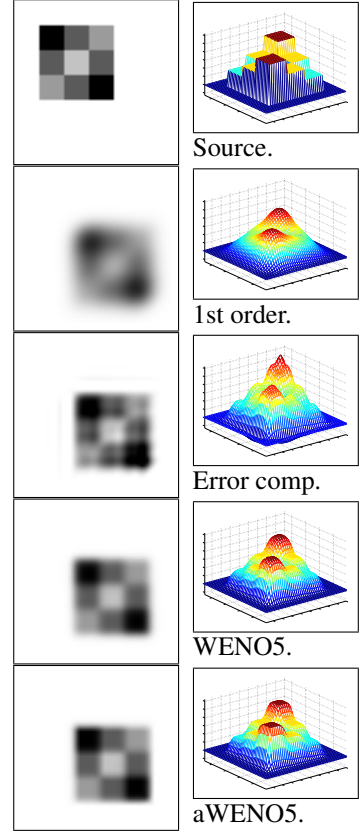 Source.
1st order.
Error comp.
WENO5.
aWENO5.